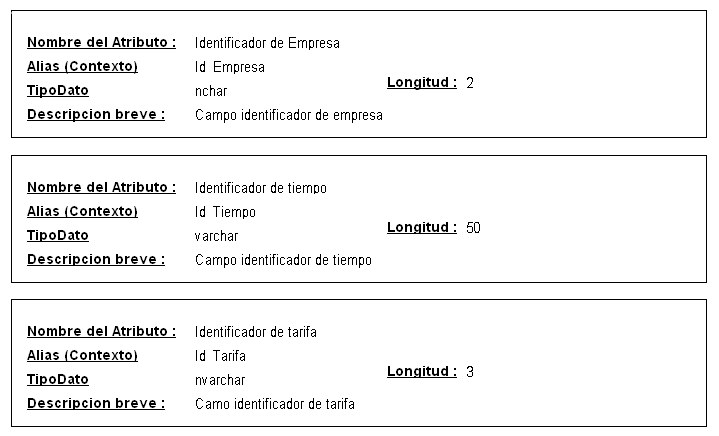 Nombre del Atributo : Identificador de Empresa
Alias (Contexto) Id Empresa
TipoDato nchar Longitud : 2
Descripcion breve : Campo identificador de empresa
Nombre del Atributo : Identificador de tiempo
Alias (Contexto) Id Tiempo
TipoDato varchar Longitud : 50
Descripcion breve : Campo identificador de tiempo
Nombre del Atributo : Identificador de tarifa
Alias (Contexto) Id Tarifa
TipoDato nvarchar Longitud : 3
Descripcion breve : Camo identificador de tarifa